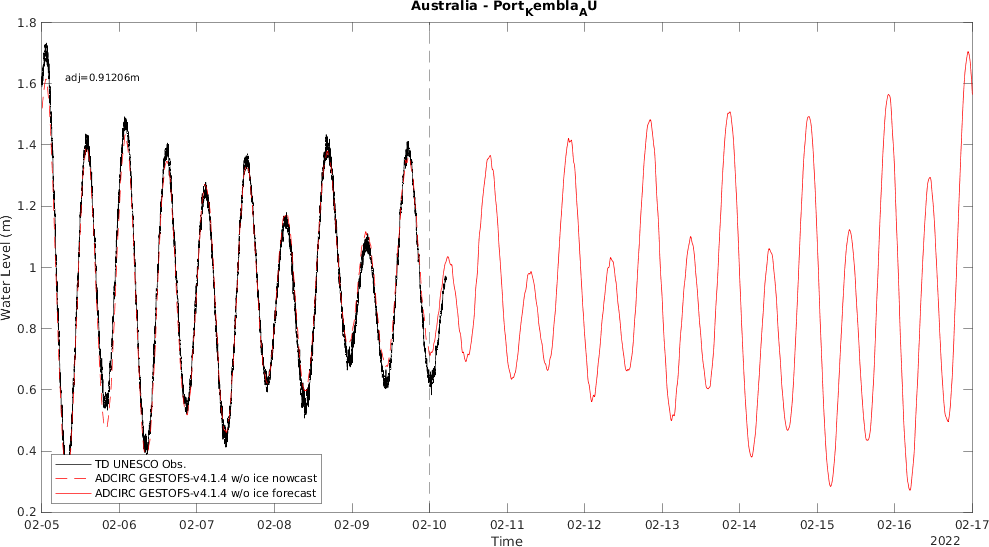 Australia - PortKemblaAU
1.8
adj=0.91206m
1.6
1.4
1.2
1
0.8
0.6
0.4
0.2
Water Level (m)
TD UNESCO Obs.
ADCIRC GESTOFS-v4.1.4 w/o ice nowcast
ADCIRC GESTOFS-v4.1.4 w/o ice forecast
02-05 02-06 02-07 02-08 02-09 02-10 02-11 02-12 02-13 02-14 02-15 02-16 02-17
Time
2022